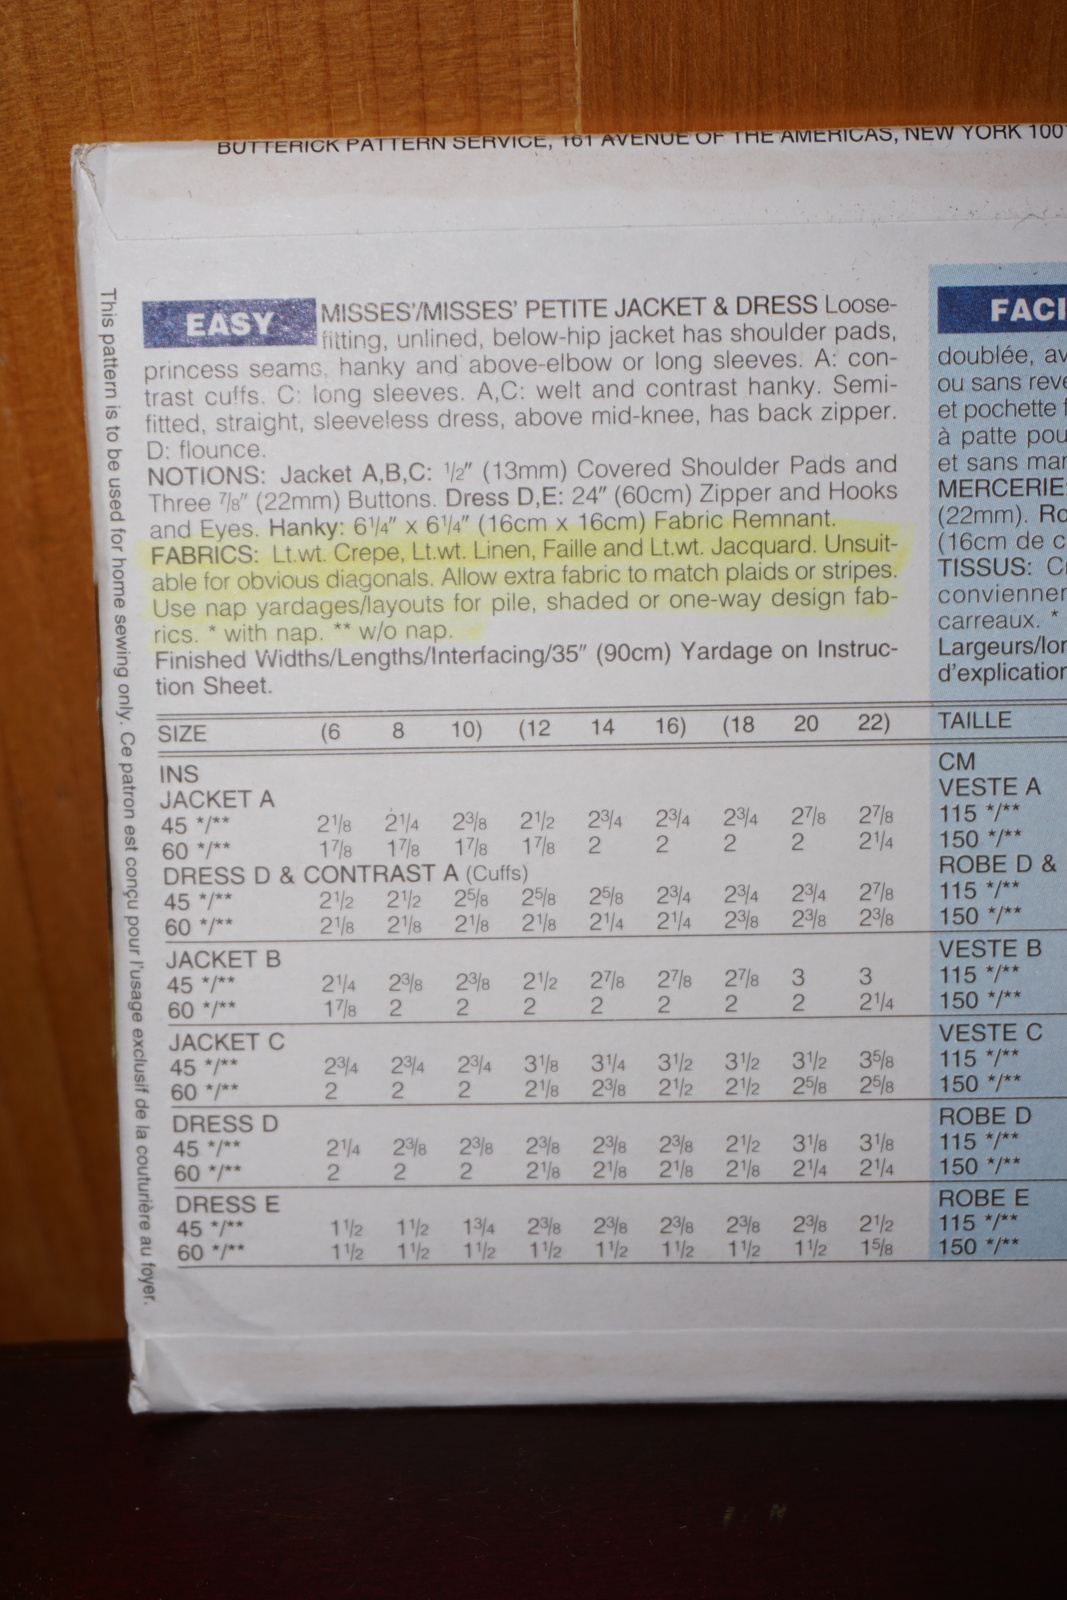 BUTTERICK PATTERN SERVICE, 161 AVENUE OF THE AMERICAS, NEW YORK 100
This pattern is to be used for home sewing only. Ce patron est conçu pour l'usage exclusif de la couturière au foyer.
EASY MISSES'/MISSES' PETITE JACKET & DRESS Loose-
fitting, unlined, below-hip jacket has shoulder pads,
princess seams, hanky and above-elbow or long sleeves. A: con-
trast cuffs. C: long sleeves. A,C: welt and contrast hanky. Semi-
fitted, straight, sleeveless dress, above mid-knee, has back zipper.
D: flounce.
NOTIONS: Jacket A,B,C: 1/2" (13mm) Covered Shoulder Pads and
Three 7/8" (22mm) Buttons. Dress D,E: 24" (60cm) Zipper and Hooks
and Eyes. Hanky: 6 1/4" x 6 1/4" (16cm x 16cm) Fabric Remnant.
FABRICS: Lt.wt. Crepe, Lt.wt. Linen, Faille and Lt.wt. Jacquard. Unsuit-
able for obvious diagonals. Allow extra fabric to match plaids or stripes.
Use nap yardages/layouts for pile, shaded or one-way design fab-
rics. * with nap. ** w/o nap.
Finished Widths/Lengths/Interfacing/35" (90cm) Yardage on Instruc-
tion Sheet.
SIZE (6 8 10) (12 14 16) (18 20 22)
INS
JACKET A
45 */** 2 1/8 2 1/4 2 3/8 2 1/2 2 3/4 2 3/4 2 3/4 2 7/8 2 7/8
60 */** 1 7/8 1 7/8 1 7/8 1 7/8 2 2 2 2 2 1/4
DRESS D & CONTRAST A (Cuffs)
45 */** 2 1/2 2 1/2 2 5/8 2 5/8 2 5/8 2 3/4 2 3/4 2 3/4 2 7/8
60 */** 2 1/8 2 1/8 2 1/8 2 1/8 2 1/4 2 1/4 2 3/8 2 3/8 2 3/8
JACKET B
45 */** 2 1/4 2 3/8 2 3/8 2 1/2 2 7/8 2 7/8 2 7/8 3 3
60 */** 1 7/8 2 2 2 2 2 2 2 2 1/4
JACKET C
45 */** 2 3/4 2 3/4 2 3/4 3 1/8 3 1/4 3 1/2 3 1/2 3 1/2 3 5/8
60 */** 2 2 2 2 1/8 2 3/8 2 1/2 2 1/2 2 5/8 2 5/8
DRESS D
45 */** 2 1/4 2 3/8 2 3/8 2 3/8 2 3/8 2 3/8 2 1/2 3 1/8 3 1/8
60 */** 2 2 2 2 1/8 2 1/8 2 1/8 2 1/8 2 1/4 2 1/4
DRESS E
45 */** 1 1/2 1 1/2 1 3/4 2 3/8 2 3/8 2 3/8 2 3/8 2 3/8 2 1/2
60 */** 1 1/2 1 1/2 1 1/2 1 1/2 1 1/2 1 1/2 1 1/2 1 1/2 1 5/8
FACI
doublée, av
ou sans reve
et pochette f
à patte pou
et sans man
MERCERIE:
(22mm). Ro
(16cm de c
TISSUS: C
convienner
carreaux. *
Largeurs/lor
d'explication
TAILLE
CM
VESTE A
115 */**
150 */**
ROBE D &
115 */**
150 */**
VESTE B
115 */**
150 */**
VESTE C
115 */**
150 */**
ROBE D
115 */**
150 */**
ROBE E
115 */**
150 */**